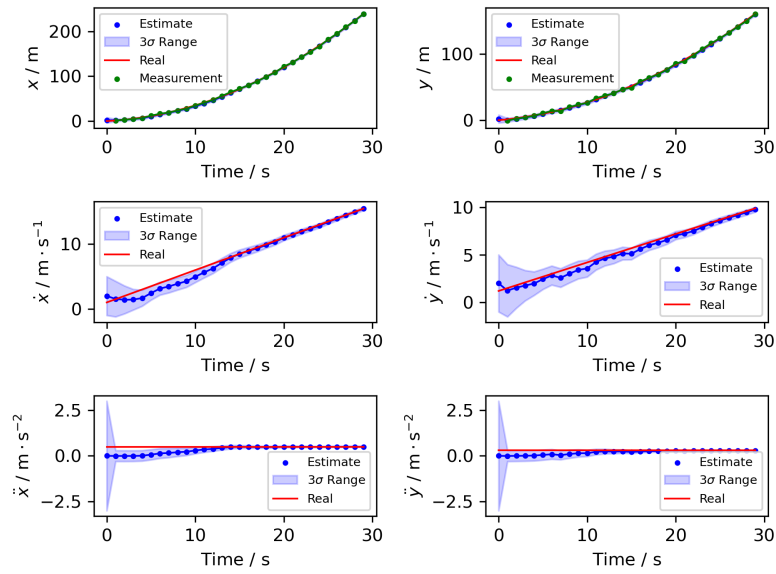 x / m
200
100
0
Estimate
3σ Range
Real
Measurement
0 10 20 30
Time / s
y / m
100
0
Estimate
3σ Range
Real
Measurement
0 10 20 30
Time / s
ẋ / m · s⁻¹
10
0
Estimate
3σ Range
Real
0 10 20 30
Time / s
ẏ / m · s⁻¹
10
5
0
Estimate
3σ Range
Real
0 10 20 30
Time / s
ẍ / m · s⁻²
2.5
0.0
−2.5
Estimate
3σ Range
Real
0 10 20 30
Time / s
ÿ / m · s⁻²
2.5
0.0
−2.5
Estimate
3σ Range
Real
0 10 20 30
Time / s